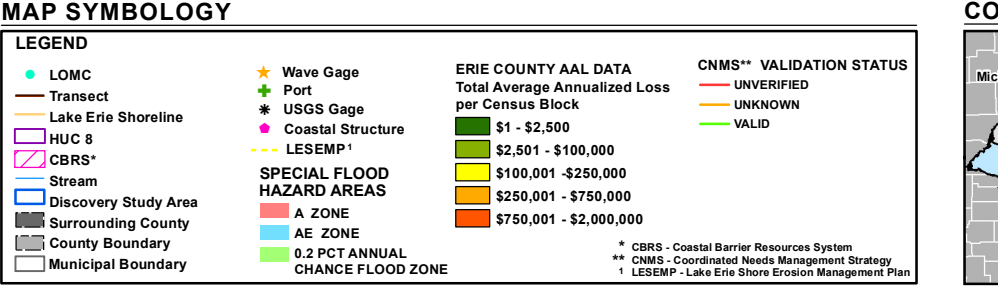 MAP SYMBOLOGY
LEGEND
LOMC
Transect
Lake Erie Shoreline
HUC 8
CBRS*
Stream
Discovery Study Area
Surrounding County
County Boundary
Municipal Boundary
Wave Gage
Port
USGS Gage
Coastal Structure
LESEMP¹
SPECIAL FLOOD
HAZARD AREAS
A ZONE
AE ZONE
0.2 PCT ANNUAL
CHANCE FLOOD ZONE
ERIE COUNTY AAL DATA
Total Average Annualized Loss
per Census Block
$1 - $2,500
$2,501 - $100,000
$100,001 -$250,000
$250,001 - $750,000
$750,001 - $2,000,000
CNMS** VALIDATION STATUS
UNVERIFIED
UNKNOWN
VALID
* CBRS - Coastal Barrier Resources System
** CNMS - Coordinated Needs Management Strategy
¹ LESEMP - Lake Erie Shore Erosion Management Plan
CO
Mic